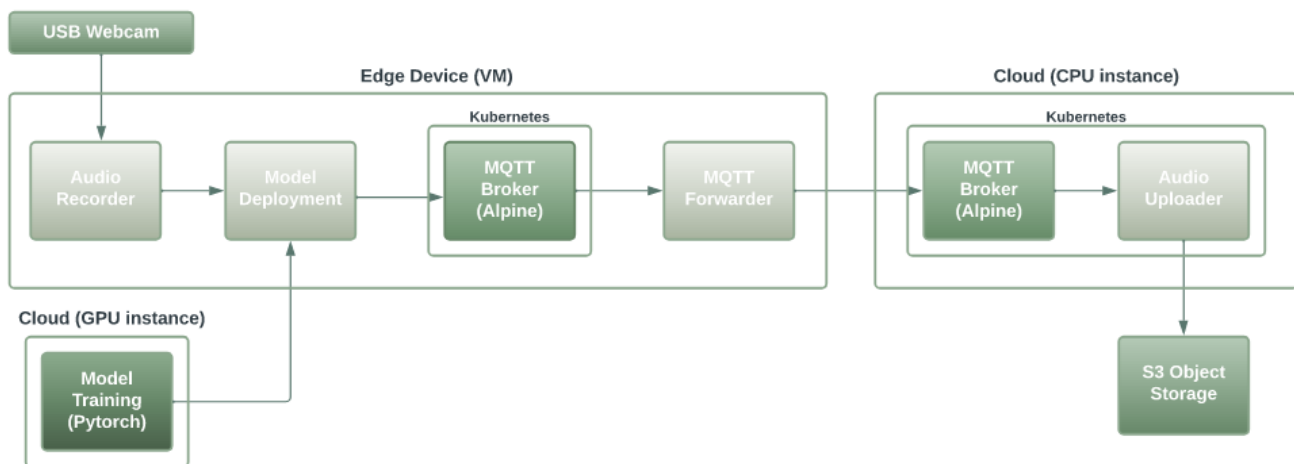 USB Webcam
Edge Device (VM)
Cloud (CPU instance)
Kubernetes
Kubernetes
Audio
Recorder
Model
Deployment
MQTT
Broker
(Alpine)
MQTT
Forwarder
MQTT
Broker
(Alpine)
Audio
Uploader
Cloud (GPU instance)
Model
Training
(Pytorch)
S3 Object
Storage